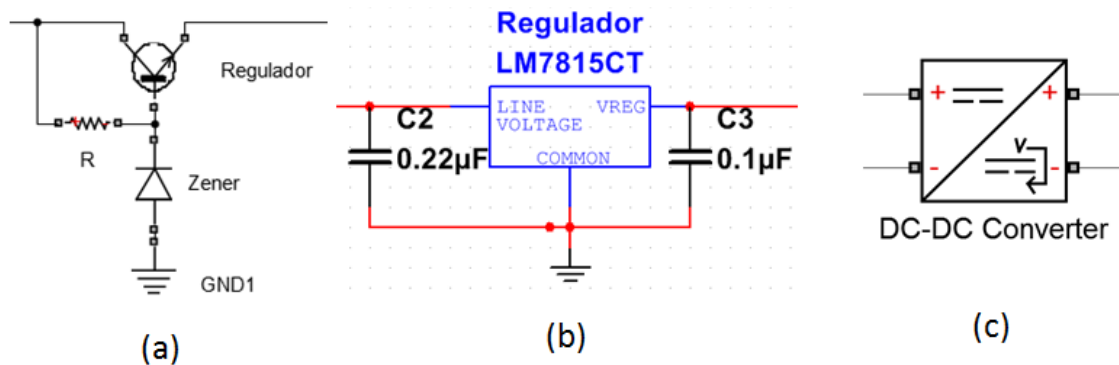 Regulador
R
Zener
GND1
(a)
Regulador
LM7815CT
LINE VREG
VOLTAGE
COMMON
C2
0.22µF
C3
0.1µF
(b)
+ +
V
- -
DC-DC Converter
(c)